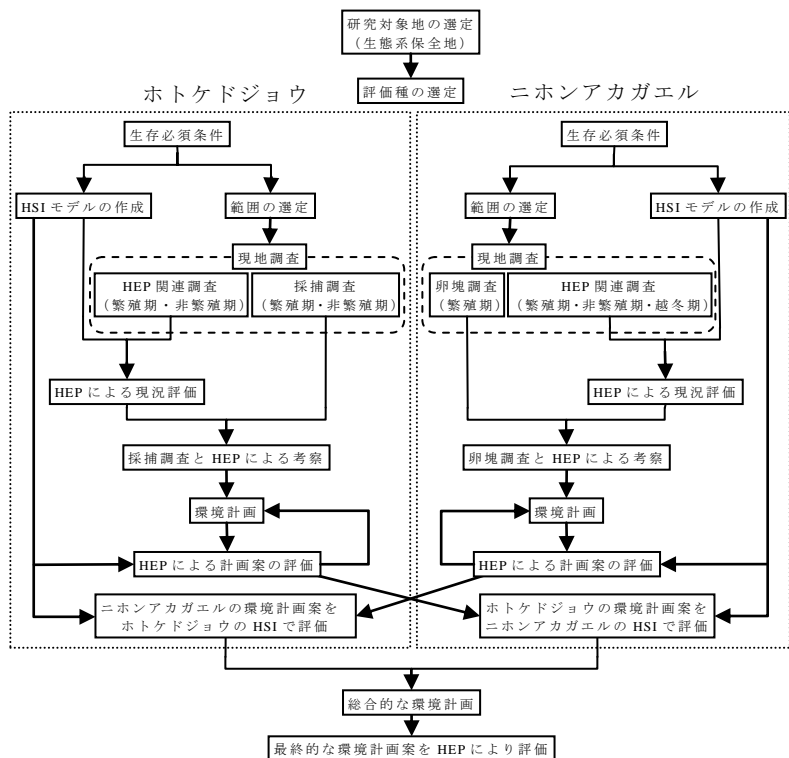 研究対象地の選定
（生態系保全地）
評価種の選定
ホトケドジョウ
生存必須条件
HSI モデルの作成
範囲の選定
現地調査
HEP 関連調査
（繁殖期・非繁殖期）
採捕調査
（繁殖期・非繁殖期）
HEP による現況評価
採捕調査と HEP による考察
環境計画
HEP による計画案の評価
ニホンアカガエルの環境計画案を
ホトケドジョウの HSI で評価
ニホンアカガエル
生存必須条件
範囲の選定
HSI モデルの作成
現地調査
卵塊調査
（繁殖期）
HEP 関連調査
（繁殖期・非繁殖期・越冬期）
HEP による現況評価
卵塊調査と HEP による考察
環境計画
HEP による計画案の評価
ホトケドジョウの環境計画案を
ニホンアカガエルの HSI で評価
総合的な環境計画
最終的な環境計画案を HEP により評価